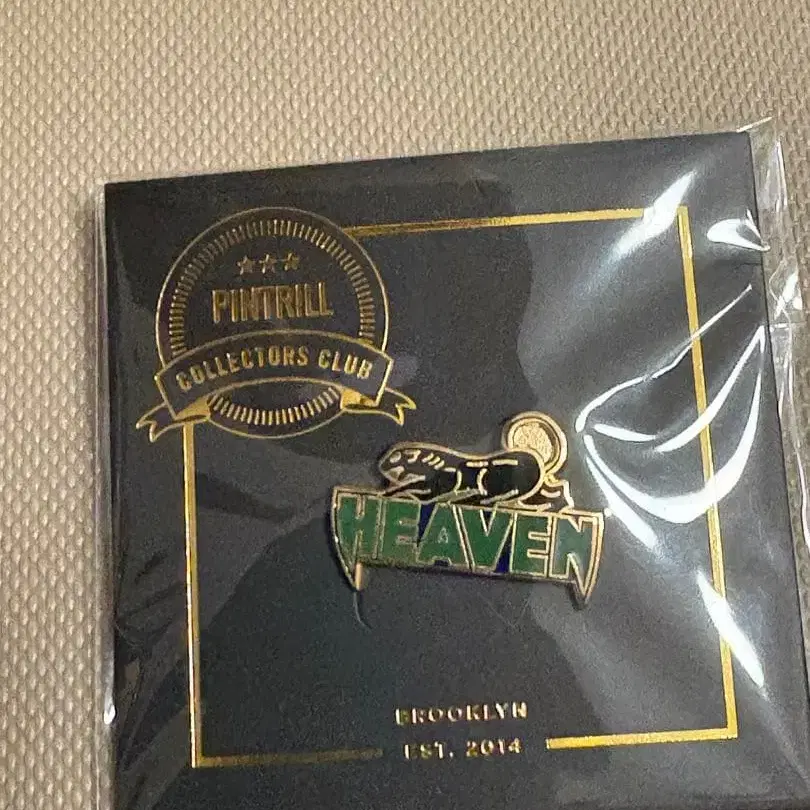 PINTRILL
COLLECTORS CLUB
HEAVEN
BROOKLYN
EST. 2014